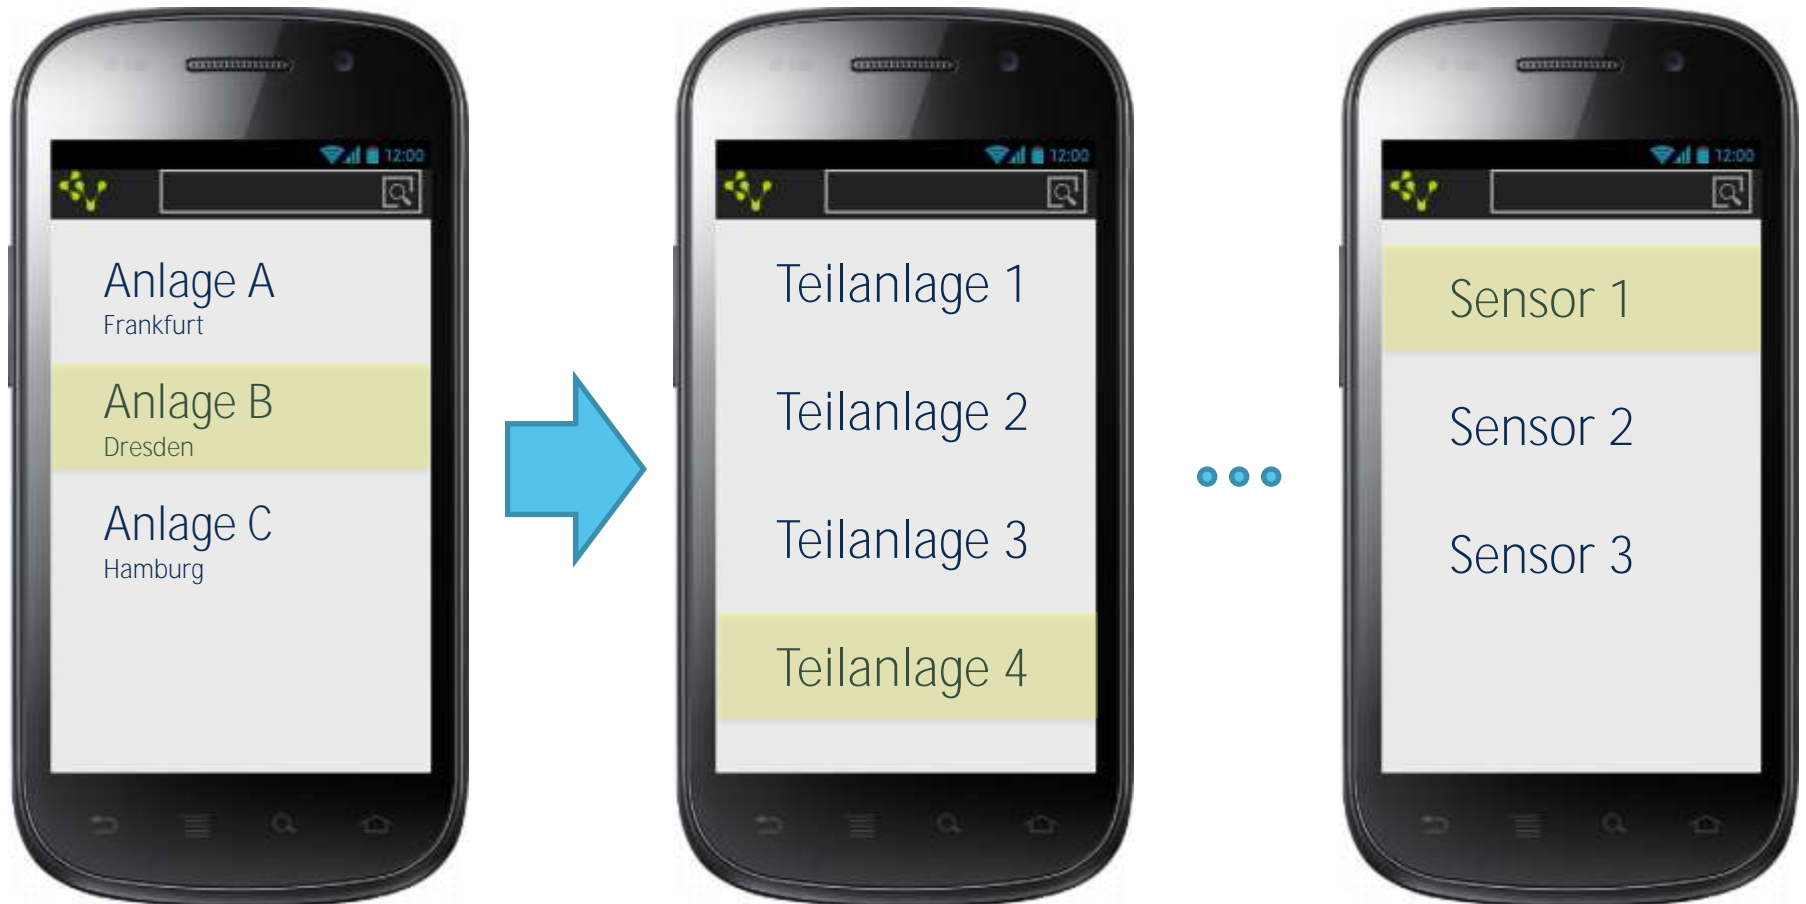 12:00
Anlage A
Frankfurt
Anlage B
Dresden
Anlage C
Hamburg
12:00
Teilanlage 1
Teilanlage 2
Teilanlage 3
Teilanlage 4
12:00
Sensor 1
Sensor 2
Sensor 3